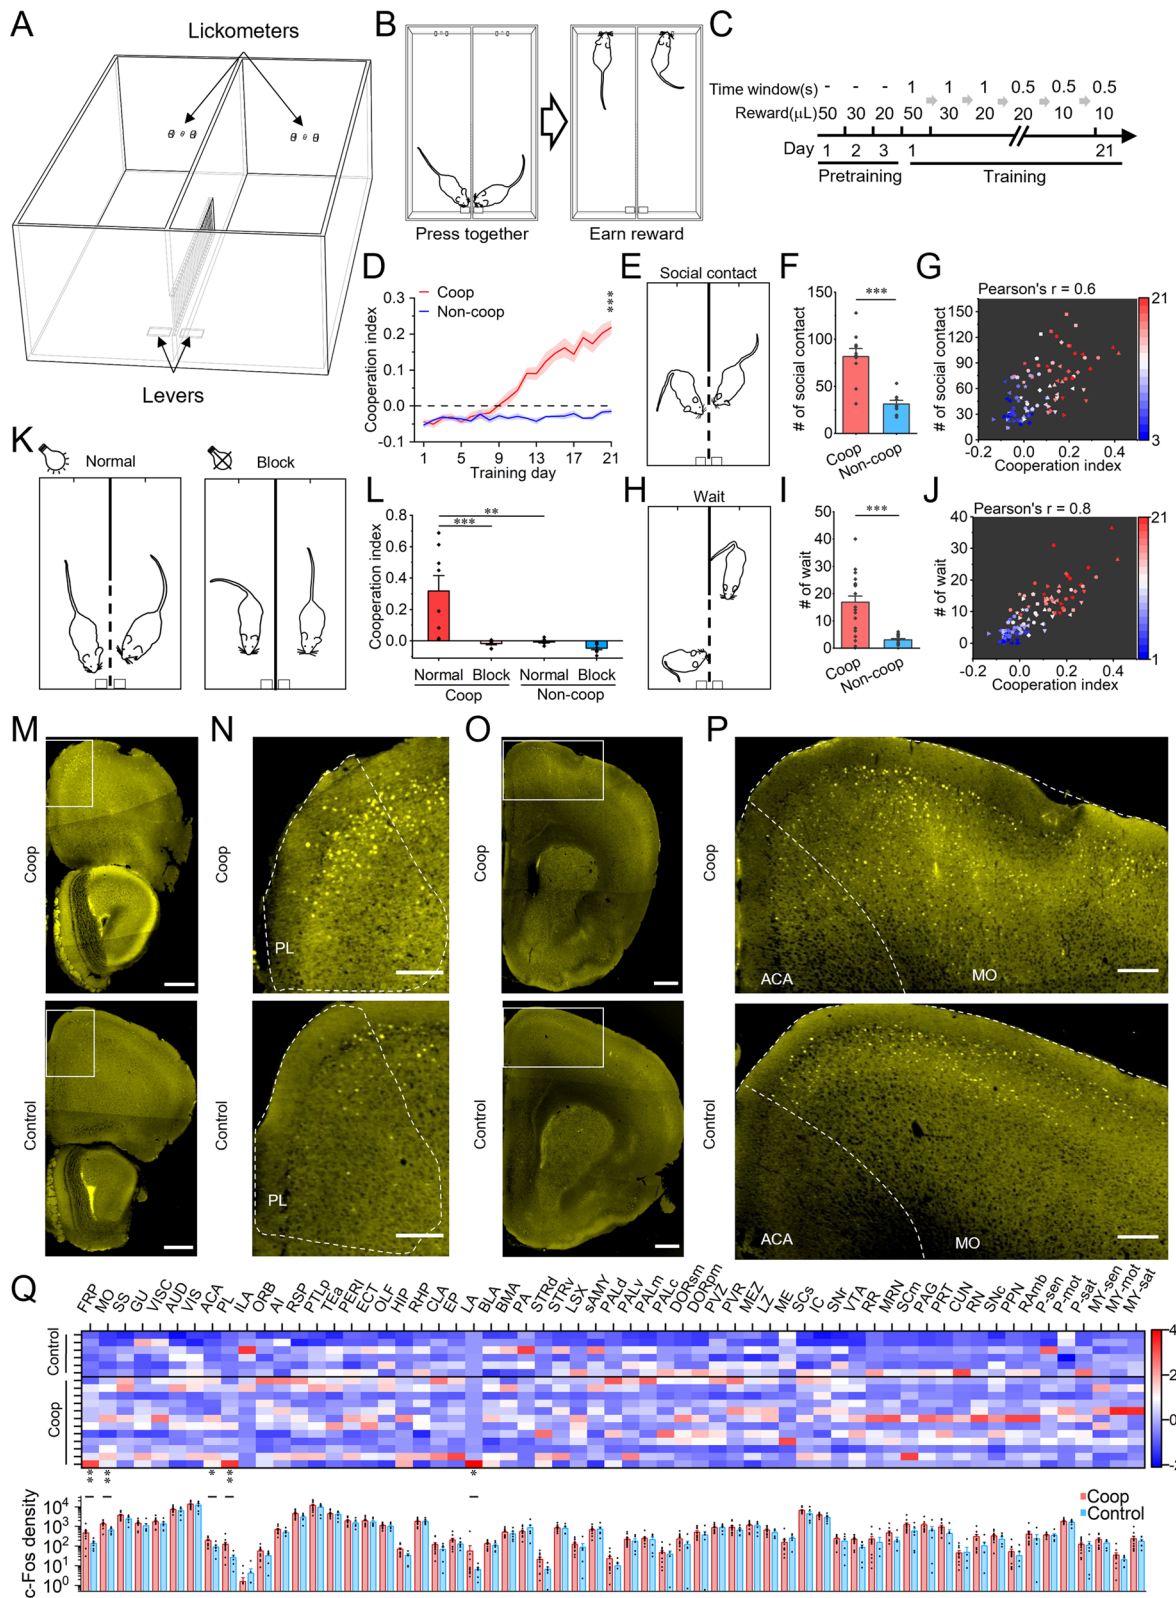 A
Lickometers
Levers
B
Press together
Earn reward
C
Time window(s) - - - 1 1 1 0.5 0.5 0.5
Reward(μL) 50 30 20 50 30 20 20 10 10
Day 1 2 3 1 21
Pretraining Training
D
Coop
Non-coop
***
Cooperation index
0.3
0.2
0.1
0.0
-0.1
1 5 9 13 17 21
Training day
E
Social contact
F
***
# of social contact
150
100
50
0
Coop
Non-coop
G
Pearson's r = 0.6
# of social contact
150
120
90
60
30
0
-0.2 0.0 0.2 0.4
Cooperation index
21
3
K
Normal
Block
L
**
***
Cooperation index
0.8
0.6
0.4
0.2
0.0
Normal Block Normal Block
Coop Non-coop
H
Wait
I
***
# of wait
50
40
30
20
10
0
Coop
Non-coop
J
Pearson's r = 0.8
# of wait
40
30
20
10
0
-0.2 0.0 0.2 0.4
Cooperation index
21
1
M
Coop
Control
N
Coop
PL
Control
PL
O
Coop
Control
P
Coop
ACA
MO
Control
ACA
MO
Q
FRP MO SS GU VISC AUD VIS ACA PL ILA ORB AI RSP PTLp TEa PERI ECT OLF HIP RHP CLA EP LA BLA BMA PA STRd STRv LSX sAMY PALd PALv PALm PALc DORsm DORpm PVZ PVR MEZ LZ ME SCs IC SNr VTA RR MRN SCm PAG PRT CUN RN SNc PPN RAmb P-sen P-mot P-sat MY-sen MY-mot MY-sat
Control
Coop
4
2
0
** ** * ** *
c-Fos density
10⁴
10³
10²
10¹
10⁰
Coop
Control